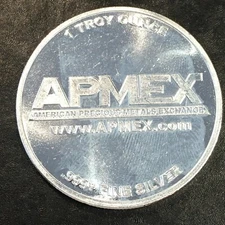 1 TROY OUNCE
APMEX
AMERICAN PRECIOUS METALS EXCHANGE
www.APMEX.com
.999 FINE SILVER